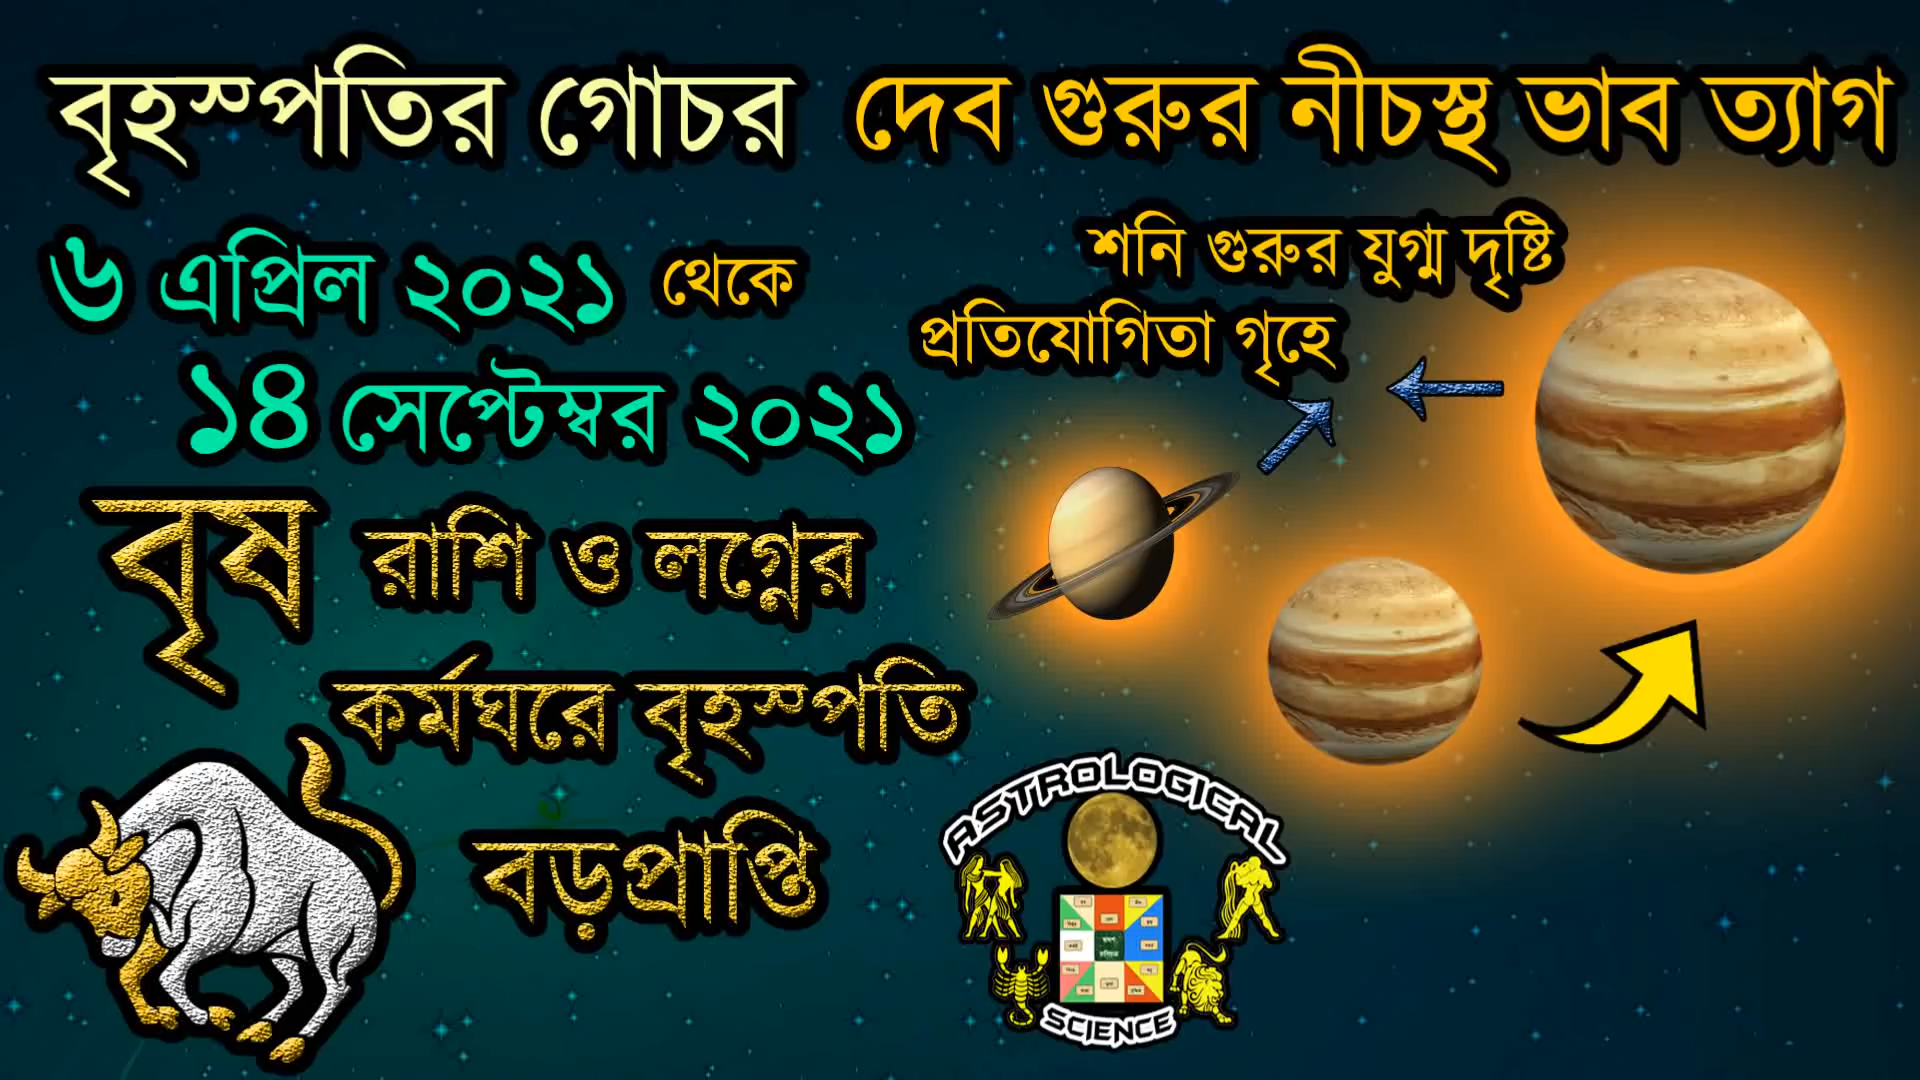 বৃহস্পতির গোচর দেব গুরুর নীচস্থ ভাব ত্যাগ
৬ এপ্রিল ২০২১ থেকে
১৪ সেপ্টেম্বর ২০২১
শনি গুরুর যুগ্ম দৃষ্টি
প্রতিযোগিতা গৃহে
বৃষ রাশি ও লগ্নের
কর্মঘরে বৃহস্পতি
বড়প্রাপ্তি
ASTROLOGICAL
SCIENCE